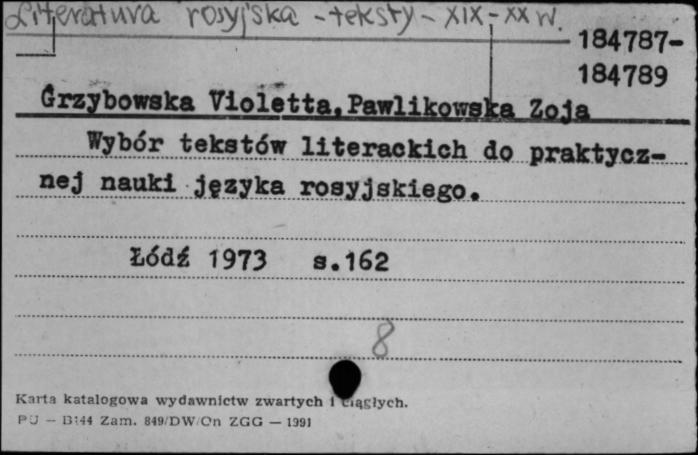 Literatura rosyjska - teksty - XIX - XX w.
184787-
184789
Grzybowska Violetta, Pawlikowska Zoja
Wybór tekstów literackich do praktycz-
nej nauki języka rosyjskiego.
Łódź 1973 s.162
8
Karta katalogowa wydawnictw zwartych i ciągłych.
PU — B144 Zam. 849/DW/On ZGG — 1991